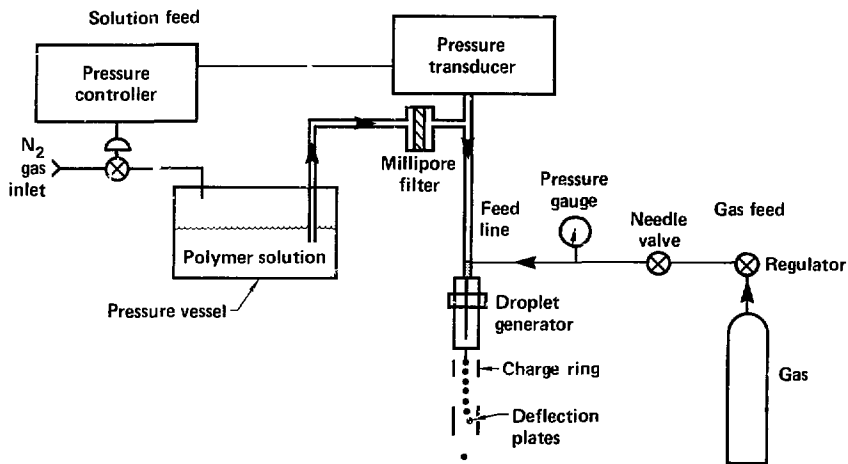 Solution feed
Pressure
controller
Pressure
transducer
N2
gas
inlet
Millipore
filter
Polymer solution
Pressure vessel
Feed
line
Pressure
gauge
Needle
valve
Gas feed
Regulator
Droplet
generator
Charge ring
Gas
Deflection
plates